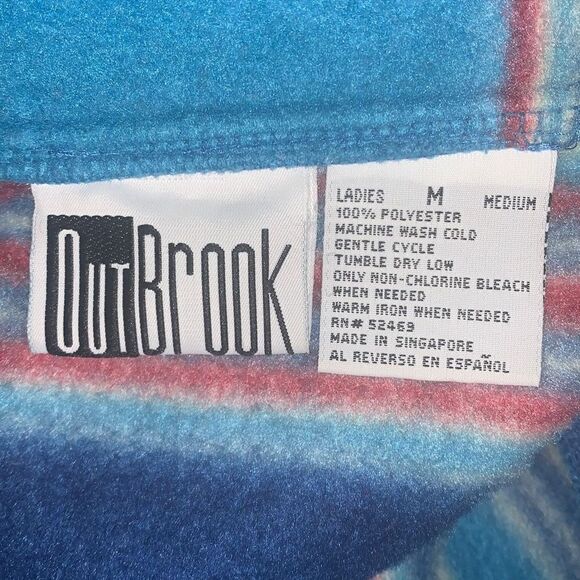 OutBrook
LADIES M MEDIUM
100% POLYESTER
MACHINE WASH COLD
GENTLE CYCLE
TUMBLE DRY LOW
ONLY NON-CHLORINE BLEACH
WHEN NEEDED
WARM IRON WHEN NEEDED
RN# 52469
MADE IN SINGAPORE
AL REVERSO EN ESPAÑOL